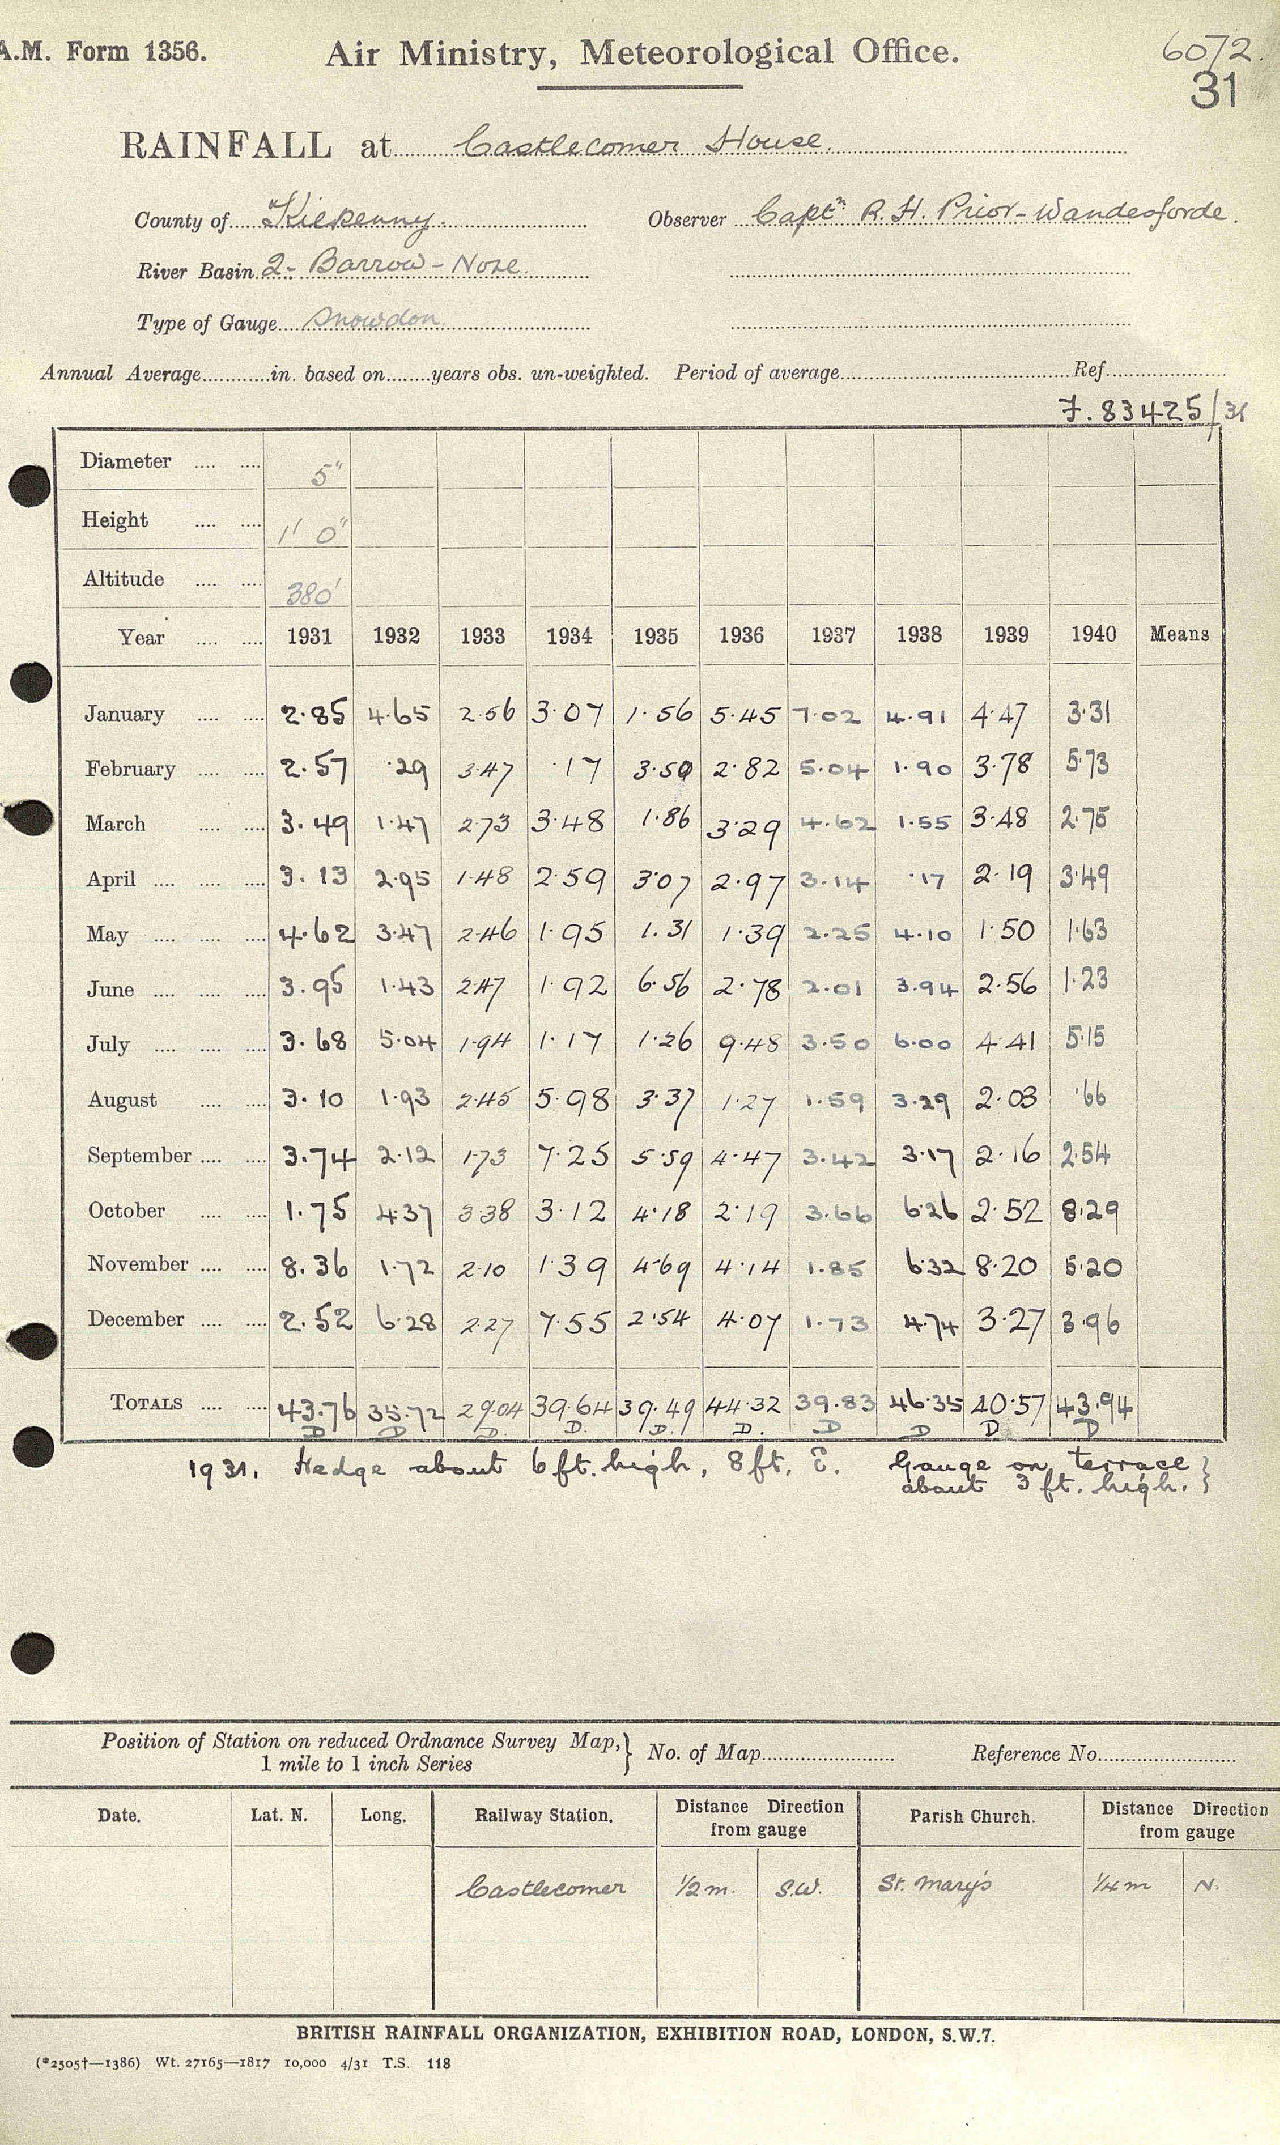 A.M. Form 1356. Air Ministry, Meteorological Office. 6072.
31
RAINFALL at Castlecomer House.
County of Kilkenny. Observer Captn R. H. Prior-Wandesforde.
River Basin 2- Barrow-Nore
Type of Gauge Snowdon
Annual Average in. based on years obs. un-weighted. Period of average Ref.
7.83425/31
Diameter .... .... 5"
Height .... .... 1' 0"
Altitude .... .... 380'
Year .... .... 1931 1932 1933 1934 1935 1936 1937 1938 1939 1940 Means
January .... .... 2.85 4.65 2.56 3.07 1.56 5.45 7.02 4.91 4.47 3.31
February .... .... 2.57 .29 3.47 .17 3.50 2.82 5.04 1.90 3.78 5.73
March .... .... 3.49 1.47 2.73 3.48 1.86 3.29 4.62 1.55 3.48 2.75
April .... .... .... 3.13 2.95 1.48 2.59 3.07 2.97 3.14 .17 2.19 3.49
May .... .... .... 4.62 3.47 2.46 1.95 1.31 1.39 2.25 4.10 1.50 1.63
June .... .... .... 3.95 1.43 2.47 1.92 6.56 2.78 2.01 3.94 2.56 1.23
July .... .... .... 3.68 5.04 1.94 1.17 1.26 9.48 3.50 6.00 4.41 5.15
August .... .... 3.10 1.93 2.45 5.98 3.37 1.27 1.59 3.29 2.03 .66
September .... .... 3.74 2.12 1.73 7.25 5.59 4.47 3.42 3.17 2.16 2.54
October .... .... 1.75 4.37 3.38 3.12 4.18 2.19 3.66 6.26 2.52 8.29
November .... .... 8.36 1.72 2.10 1.39 4.69 4.14 1.85 6.32 8.20 5.20
December .... .... 2.52 6.28 2.27 7.55 2.54 4.07 1.73 4.74 3.27 3.96
TOTALS .... .... 43.76 35.72 29.04 39.64 39.49 44.32 39.83 46.35 40.57 43.94
D D D. D. D. D. D D D D
1931. Hedge about 6 ft. high, 8 ft. E. Gauge on terrace }
about 3 ft. high. }
Position of Station on reduced Ordnance Survey Map, } No. of Map Reference No.
1 mile to 1 inch Series
Date. Lat. N. Long. Railway Station. Distance Direction from gauge Parish Church. Distance Direction from gauge
Castlecomer 1/2 m. S.W. St. Mary's 1/4 m N.
BRITISH RAINFALL ORGANIZATION, EXHIBITION ROAD, LONDON, S.W.7.
(*2505†—1386) Wt. 27165—1817 10,000 4/31 T.S. 118